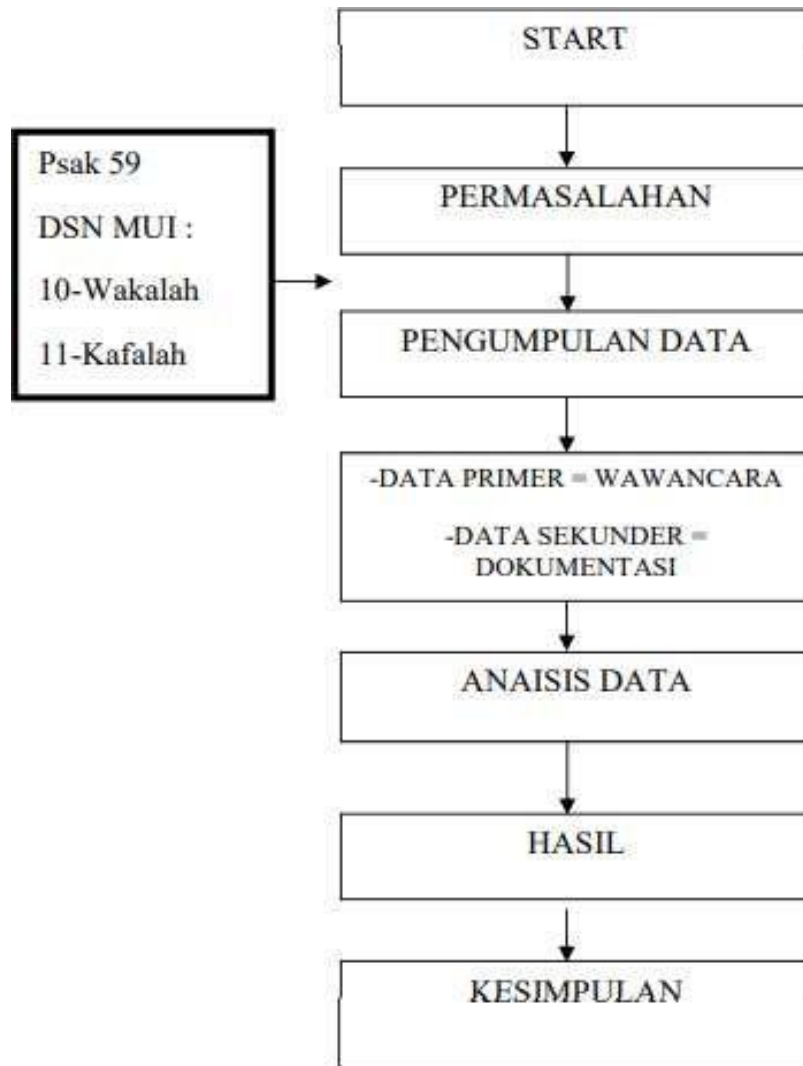 START
Psak 59
DSN MUI :
10-Wakalah
11-Kafalah
PERMASALAHAN
PENGUMPULAN DATA
-DATA PRIMER = WAWANCARA
-DATA SEKUNDER =
DOKUMENTASI
ANAISIS DATA
HASIL
KESIMPULAN